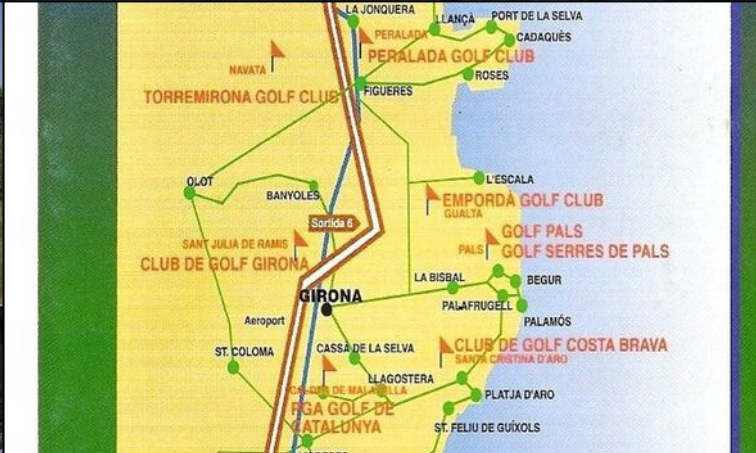 LA JONQUERA
LLANÇÀ
PORT DE LA SELVA
PERALADA
CADAQUÈS
PERALADA GOLF CLUB
NAVATA
ROSES
TORREMIRONA GOLF CLUB
FIGUERES
OLOT
L'ESCALA
BANYOLES
EMPORDÀ GOLF CLUB
GUALTA
Sortida 6
GOLF PALS
SANT JULIA DE RAMIS
PALS
GOLF SERRES DE PALS
CLUB DE GOLF GIRONA
LA BISBAL
BEGUR
GIRONA
PALAFRUGELL
Aeroport
PALAMÓS
ST. COLOMA
CASSÀ DE LA SELVA
CLUB DE GOLF COSTA BRAVA
SANTA CRISTINA D'ARO
LLAGOSTERA
CALDES DE MALAVELLA
PLATJA D'ARO
PGA GOLF DE
CATALUNYA
ST. FELIU DE GUÍXOLS